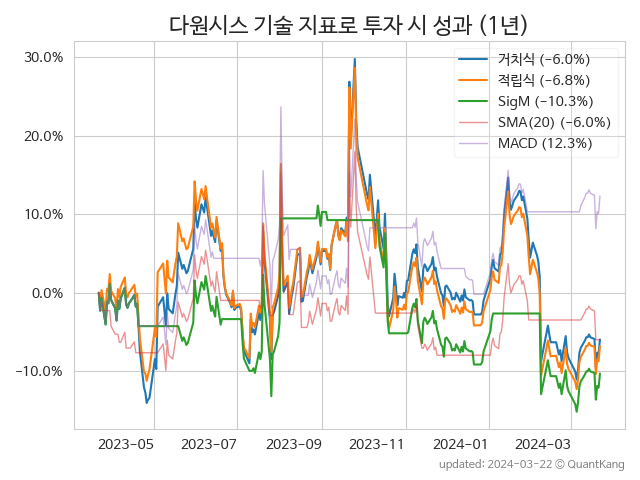 다원시스 기술 지표로 투자 시 성과 (1년)
30.0%
20.0%
10.0%
0.0%
−10.0%
거치식 (−6.0%)
적립식 (−6.8%)
SigM (−10.3%)
SMA(20) (−6.0%)
MACD (12.3%)
2023-05
2023-07
2023-09
2023-11
2024-01
2024-03
updated: 2024-03-22 © QuantKang